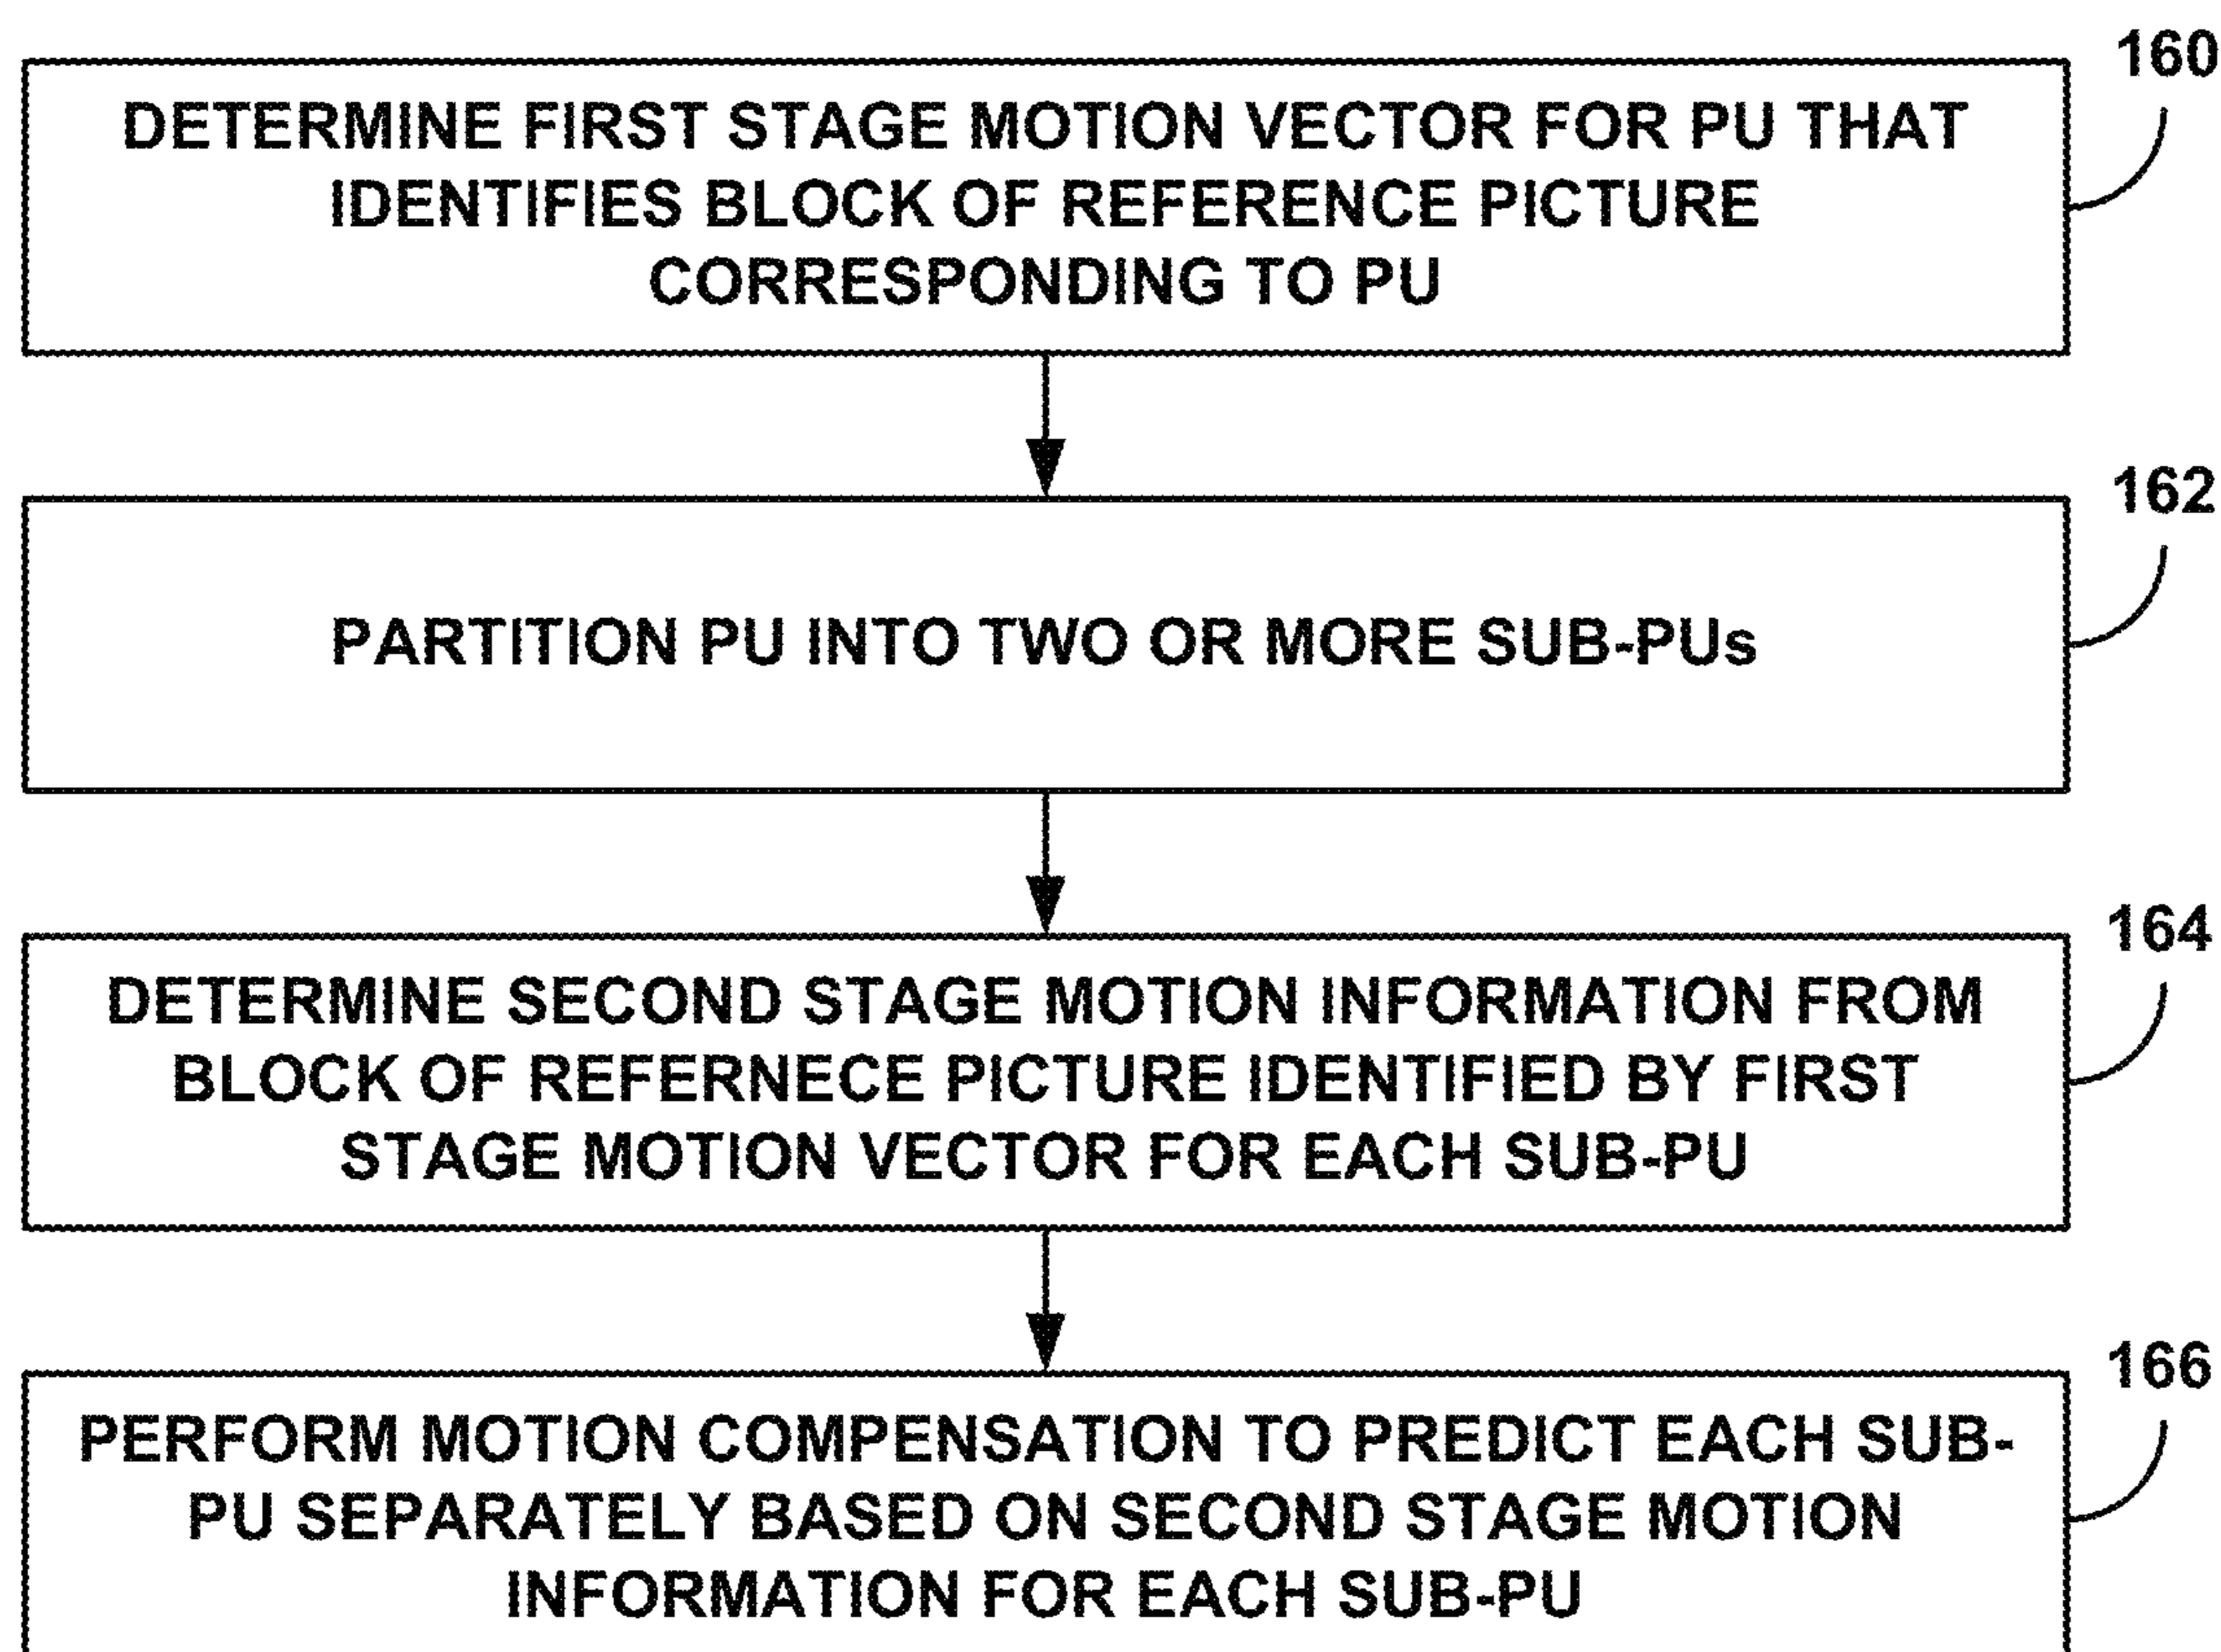 160
DETERMINE FIRST STAGE MOTION VECTOR FOR PU THAT
IDENTIFIES BLOCK OF REFERENCE PICTURE
CORRESPONDING TO PU
162
PARTITION PU INTO TWO OR MORE SUB-PUs
164
DETERMINE SECOND STAGE MOTION INFORMATION FROM
BLOCK OF REFERNECE PICTURE IDENTIFIED BY FIRST
STAGE MOTION VECTOR FOR EACH SUB-PU
166
PERFORM MOTION COMPENSATION TO PREDICT EACH SUB-
PU SEPARATELY BASED ON SECOND STAGE MOTION
INFORMATION FOR EACH SUB-PU